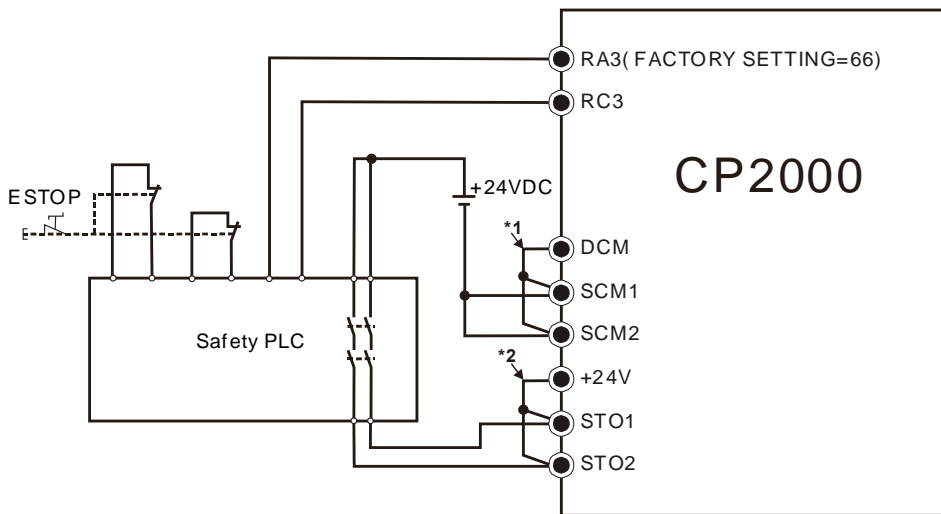 RA3( FACTORY SETTING=66)
RC3
CP2000
ESTOP
+24VDC
*1
DCM
SCM1
SCM2
Safety PLC
*2
+24V
STO1
STO2